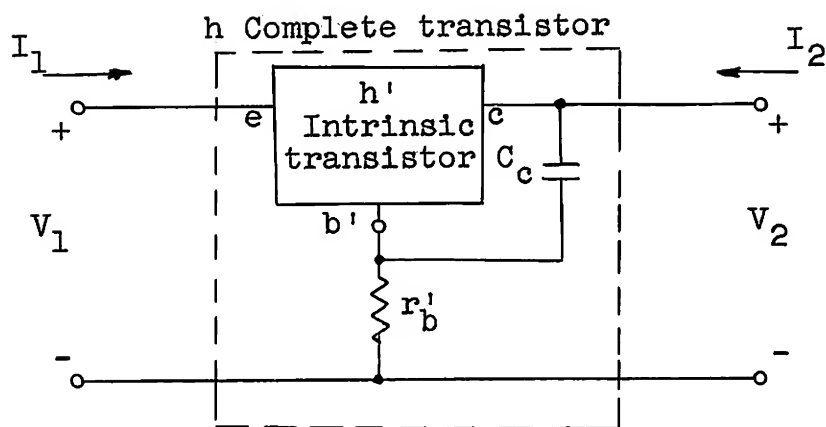 h Complete transistor
I1
I2
h'
Intrinsic
transistor
e
c
+
+
Cc
b'
V1
V2
r'b
-
-